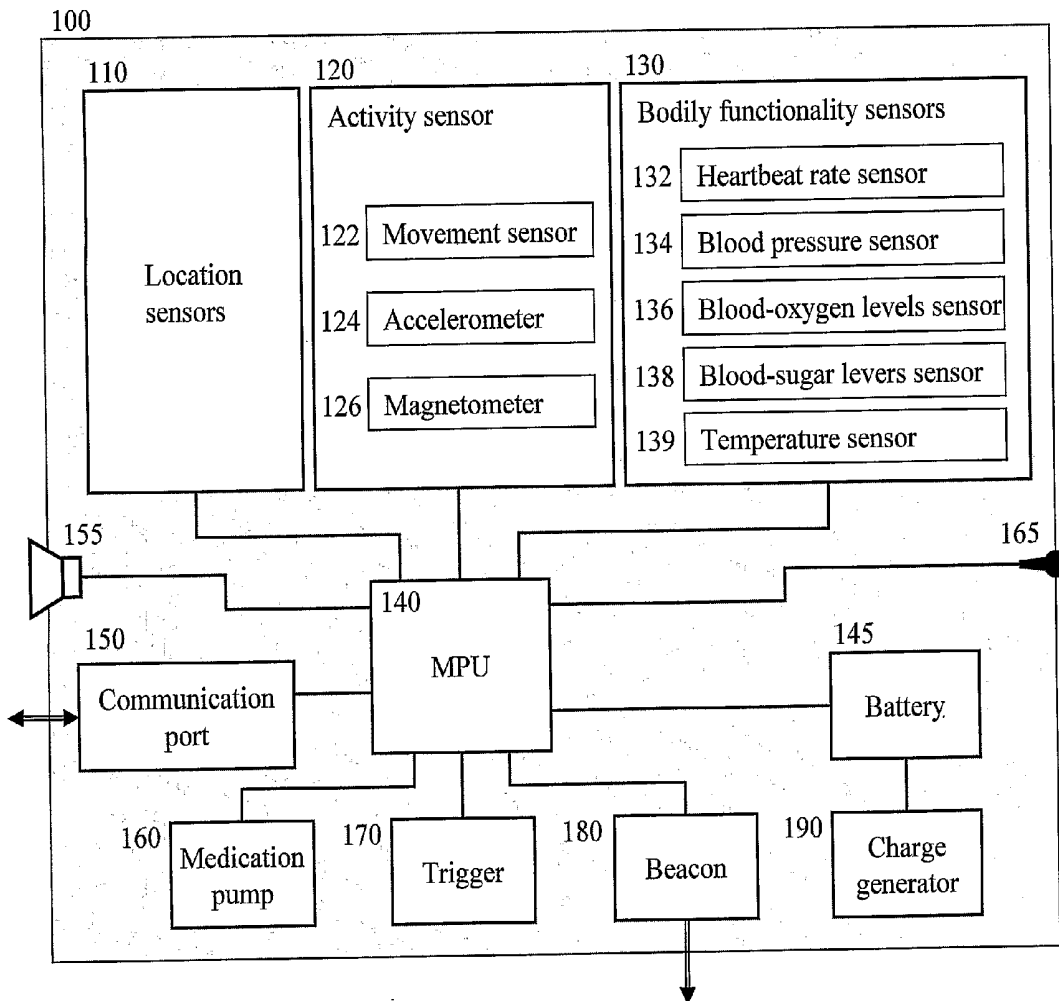 100
110
120
130
Activity sensor
Bodily functionality sensors
132 Heartbeat rate sensor
122 Movement sensor
134 Blood pressure sensor
Location
sensors
124 Accelerometer
136 Blood-oxygen levels sensor
126 Magnetometer
138 Blood-sugar levers sensor
139 Temperature sensor
155
165
140
MPU
150
Communication
port
145
Battery
160
Medication
pump
170
Trigger
180
Beacon
190
Charge
generator